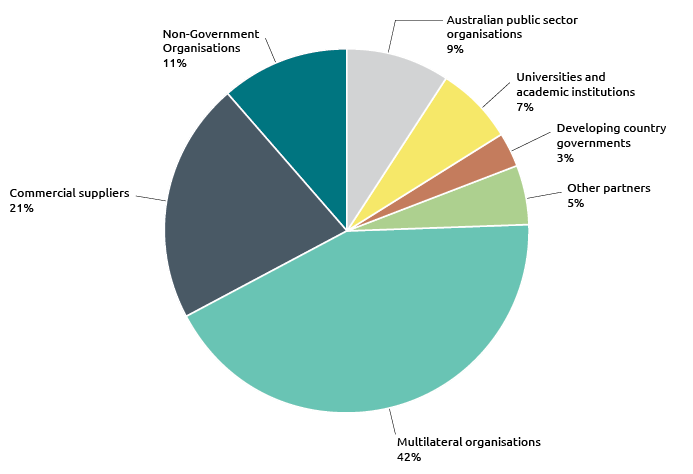 Non-Government
Organisations
11%
Australian public sector
organisations
9%
Universities and
academic institutions
7%
Developing country
governments
3%
Other partners
5%
Commercial suppliers
21%
Multilateral organisations
42%